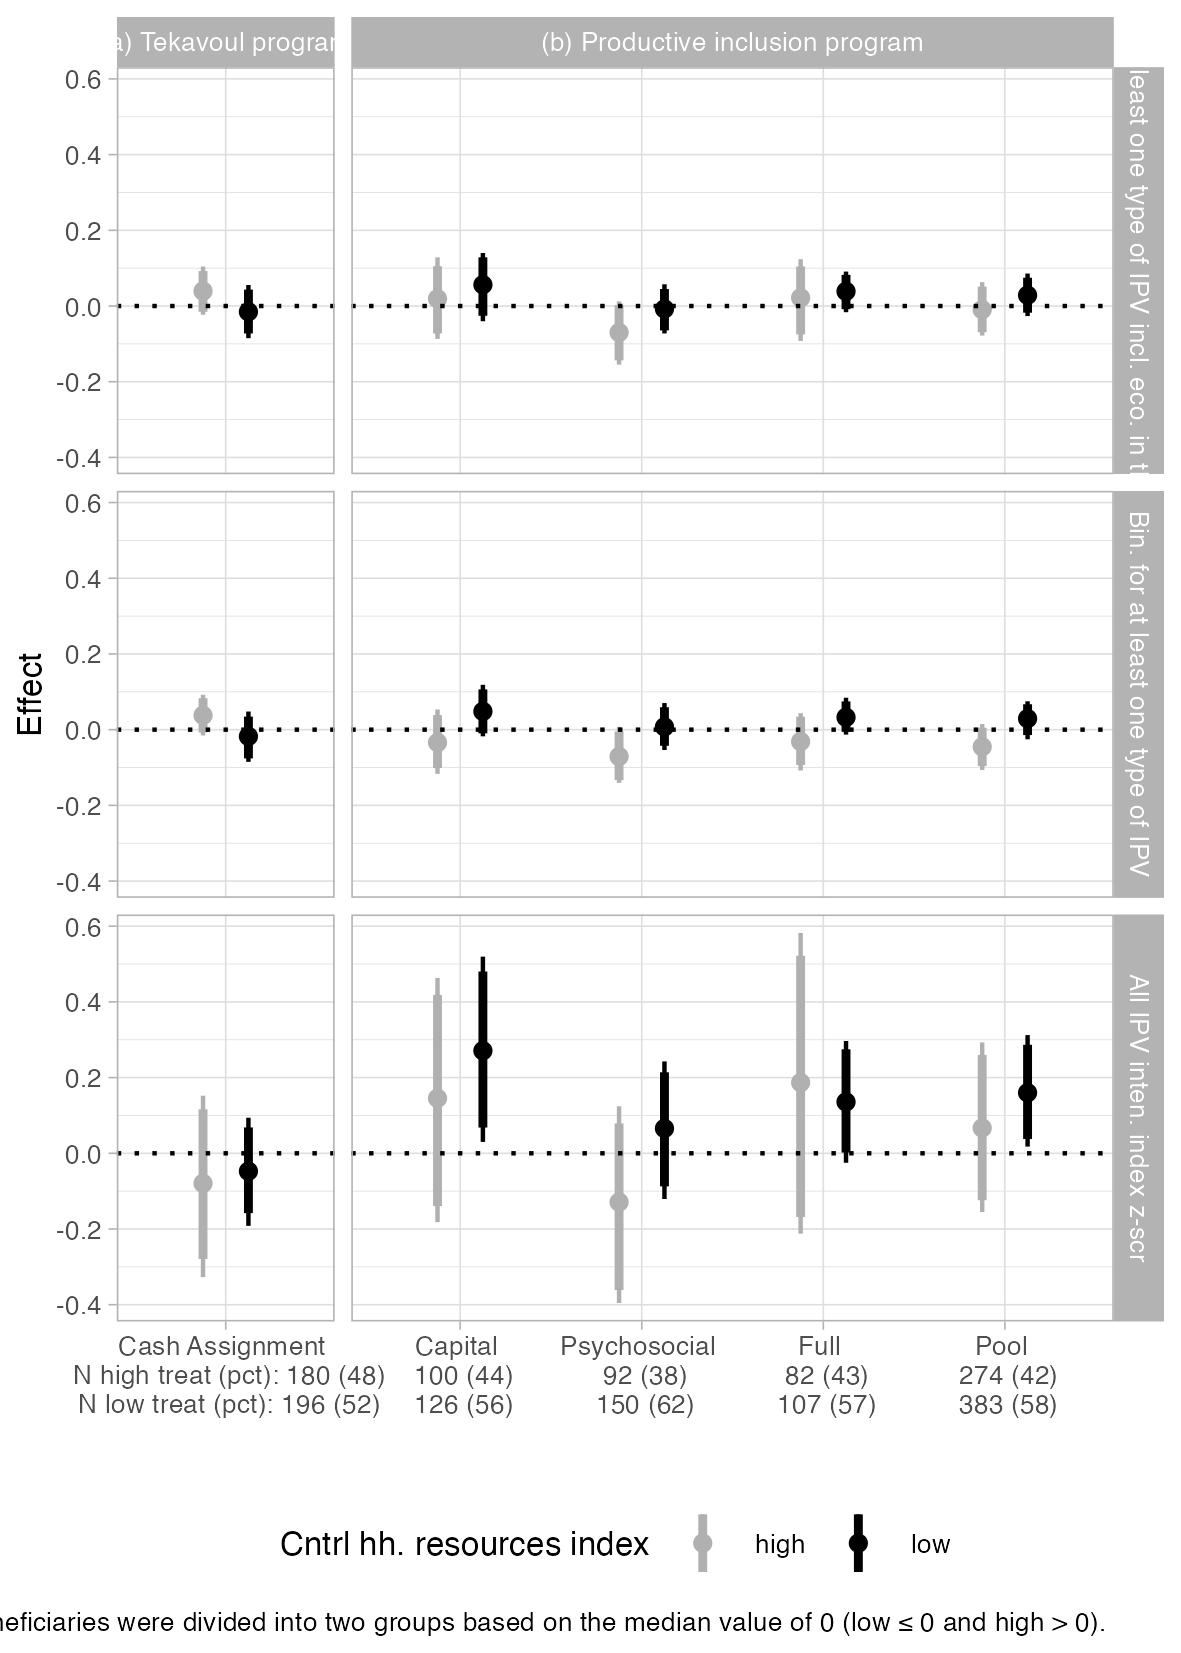 a) Tekavoul program
(b) Productive inclusion program
0.6
0.4
0.2
0.0
-0.2
-0.4
least one type of IPV incl. eco. in
0.6
0.4
0.2
0.0
-0.2
-0.4
Bin. for at least one type of IPV
0.6
0.4
0.2
0.0
-0.2
-0.4
All IPV inten. index z-scr
Effect
Cash Assignment Capital Psychosocial Full Pool
N high treat (pct): 180 (48) 100 (44) 92 (38) 82 (43) 274 (42)
N low treat (pct): 196 (52) 126 (56) 150 (62) 107 (57) 383 (58)
Cntrl hh. resources index high low
neficiaries were divided into two groups based on the median value of 0 (low ≤ 0 and high > 0).